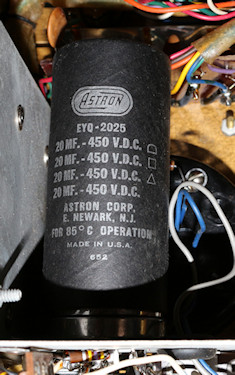 ASTRON
EYQ-2025
20 MF.-450 V.D.C. ⌓
20 MF.-450 V.D.C. □
20 MF.-450 V.D.C. △
20 MF.-450 V.D.C.
ASTRON CORP.
E. NEWARK, N.J.
FOR 85°C OPERATION
MADE IN U.S.A.
652